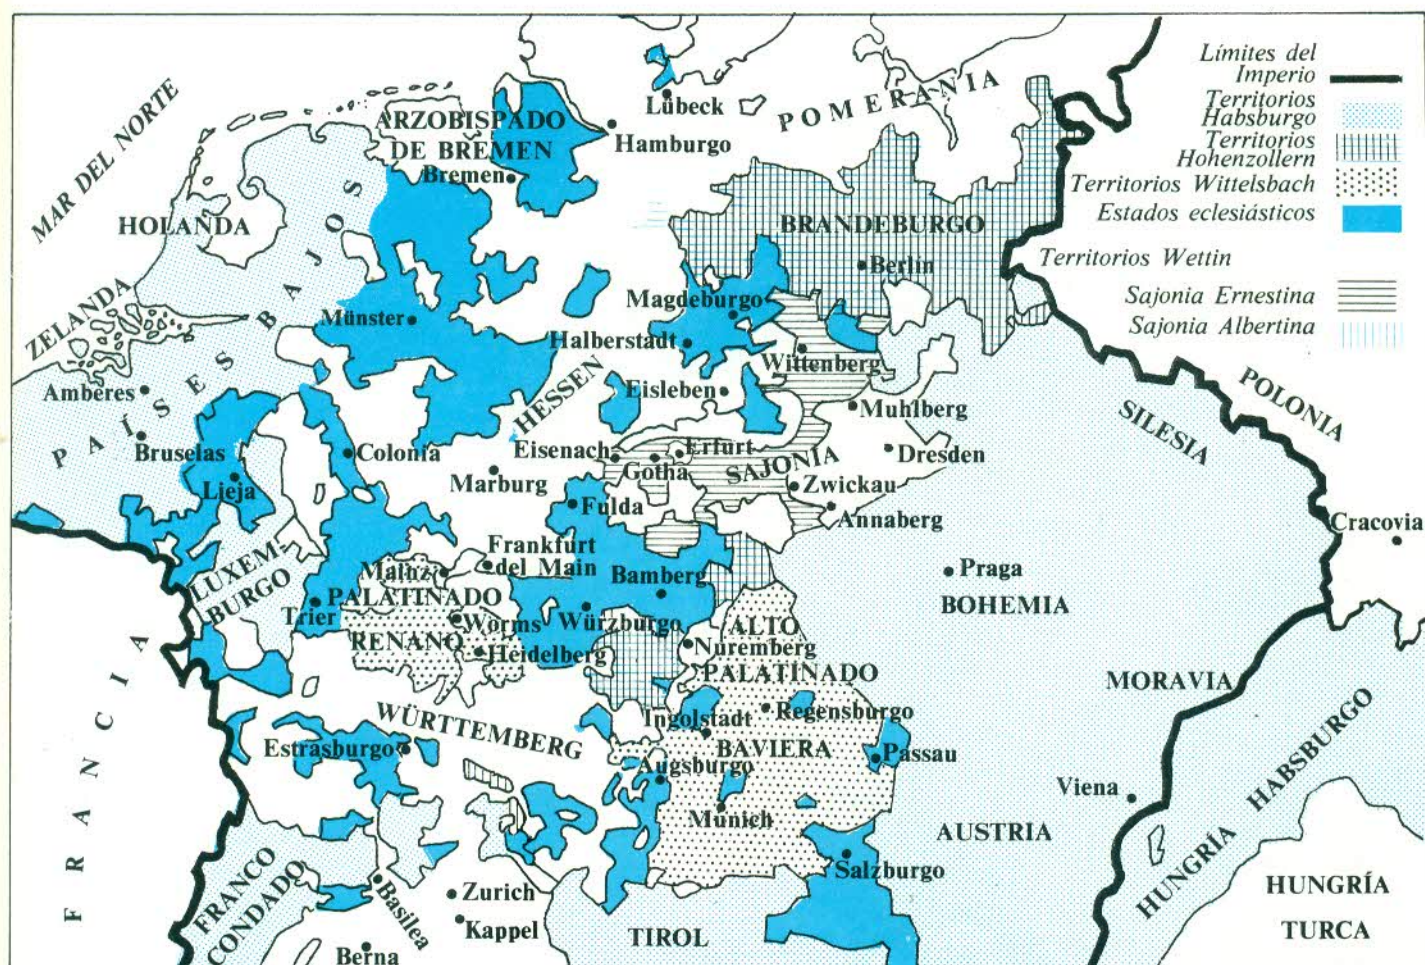 Límites del
Imperio
Territorios
Habsburgo
Territorios
Hohenzollern
Territorios Wittelsbach
Estados eclesiásticos
Territorios Wettin
Sajonia Ernestina
Sajonia Albertina
MAR DEL NORTE
ARZOBISPADO
DE BREMEN
Bremen
Lübeck
Hamburgo
POMERANIA
HOLANDA
ZELANDA
PAÍSES BAJOS
BRANDEBURGO
Berlin
Magdeburgo
Münster
Halberstadt
Wittenberg
Amberes
HESSEN
Eisleben
Muhlberg
SILESIA
POLONIA
Bruselas
Lieja
Colonia
Marburg
Eisenach
Gotha
Erfurt
SAJONIA
Dresden
Zwickau
Annaberg
Fulda
Cracovia
LUXEM-
BURGO
Frankfurt
del Main
Mainz
Bamberg
Praga
BOHEMIA
Trier
PALATINADO
RENANO
Worms
Würzburgo
Heidelberg
Nuremberg
ALTO
PALATINADO
MORAVIA
FRANCIA
WÜRTTEMBERG
Estrasburgo
Ingolstadt
Regensburgo
BAVIERA
Augsburgo
Passau
Munich
Viena
HUNGRÍA HABSBURGO
AUSTRIA
Salzburgo
FRANCO
CONDADO
Basilea
Zurich
Kappel
Berna
TIROL
HUNGRÍA
TURCA